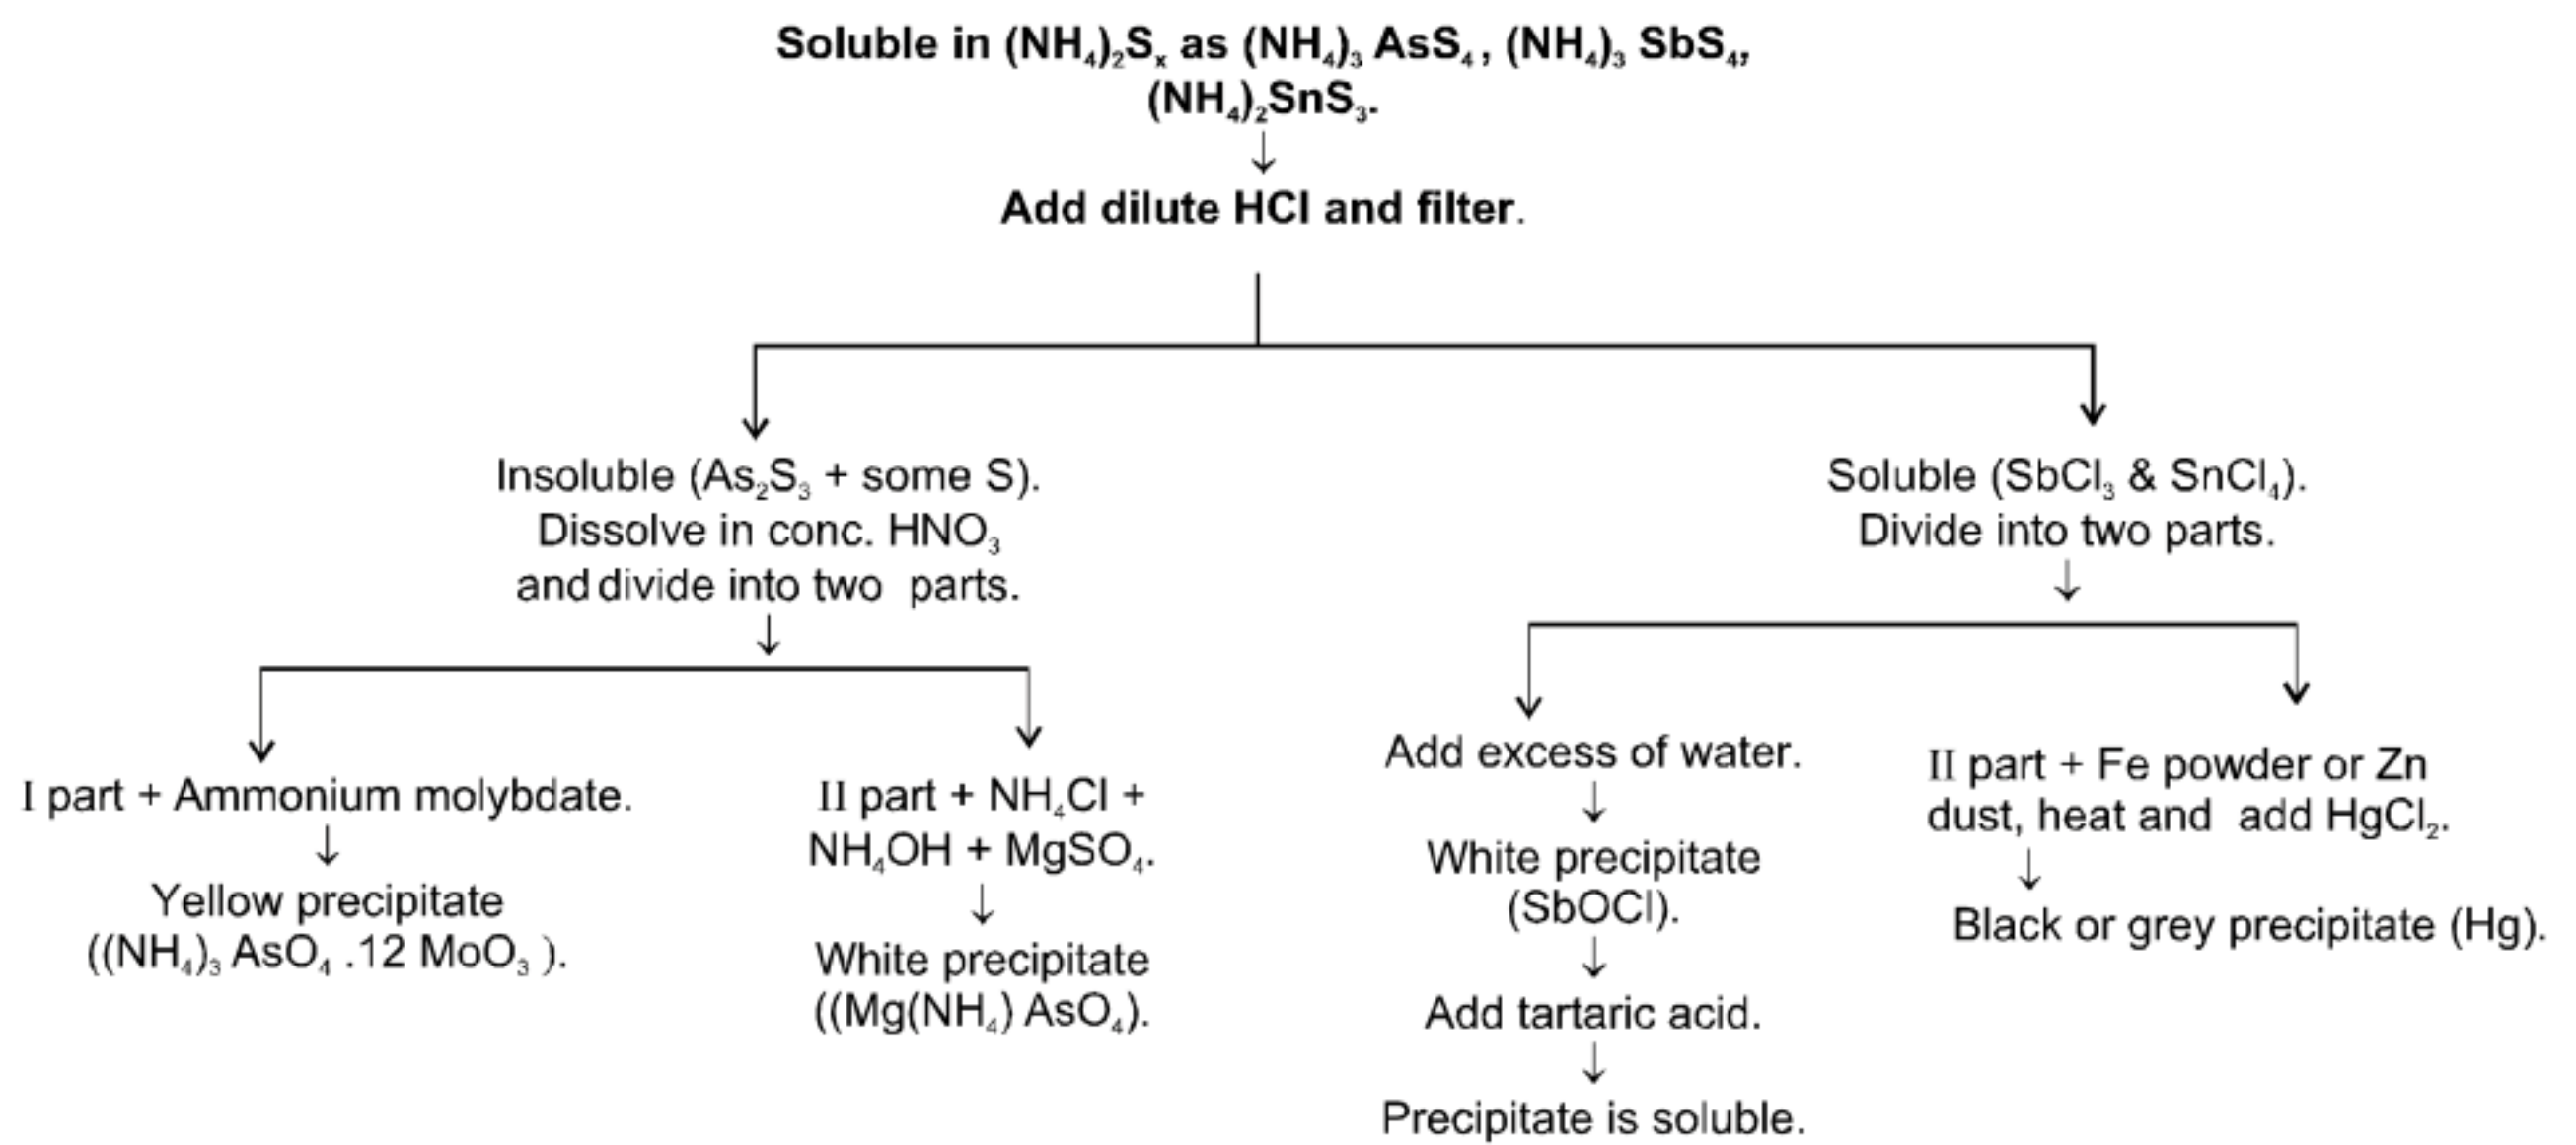 Soluble in (NH₄)₂Sₓ as (NH₄)₃ AsS₄, (NH₄)₃ SbS₄,
(NH₄)₂SnS₃.
↓
Add dilute HCl and filter.
Insoluble (As₂S₃ + some S).
Dissolve in conc. HNO₃
and divide into two parts.
↓
I part + Ammonium molybdate.
↓
Yellow precipitate
((NH₄)₃ AsO₄ .12 MoO₃ ).
II part + NH₄Cl +
NH₄OH + MgSO₄.
↓
White precipitate
((Mg(NH₄) AsO₄).
Soluble (SbCl₃ & SnCl₄).
Divide into two parts.
↓
Add excess of water.
↓
White precipitate
(SbOCl).
↓
Add tartaric acid.
↓
Precipitate is soluble.
II part + Fe powder or Zn
dust, heat and add HgCl₂.
↓
Black or grey precipitate (Hg).